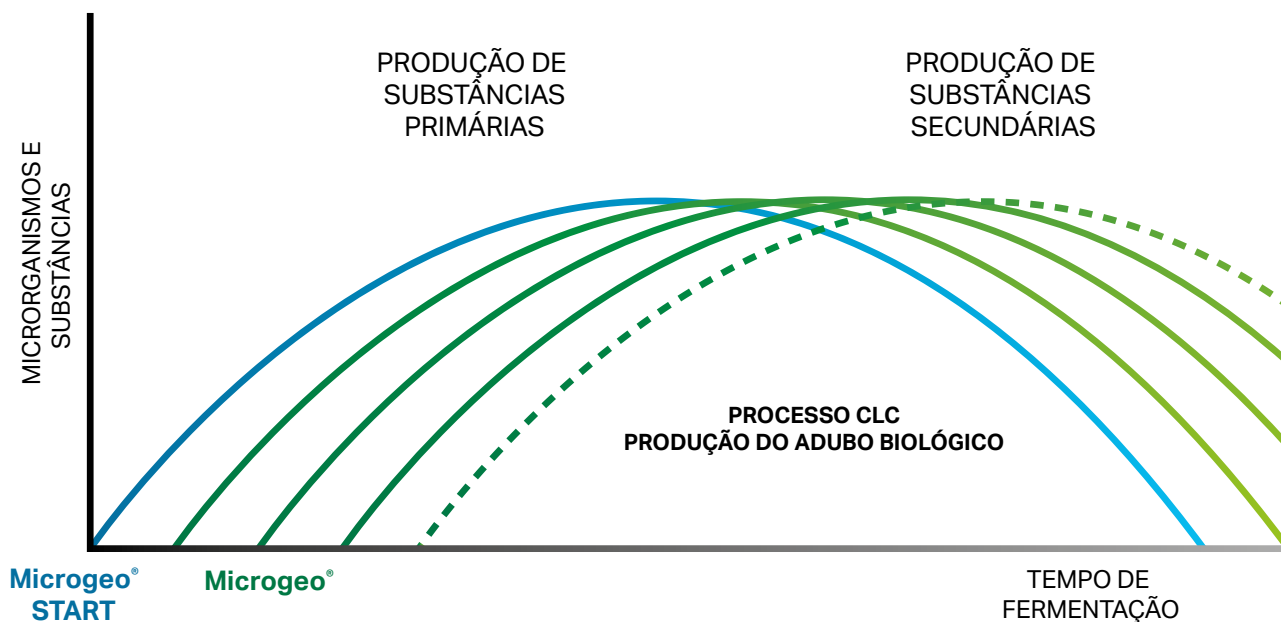 PRODUÇÃO DE
SUBSTÂNCIAS
PRIMÁRIAS
PRODUÇÃO DE
SUBSTÂNCIAS
SECUNDÁRIAS
MICRORGANISMOS E
SUBSTÂNCIAS
PROCESSO CLC
PRODUÇÃO DO ADUBO BIOLÓGICO
Microgeo®
START
Microgeo®
TEMPO DE
FERMENTAÇÃO